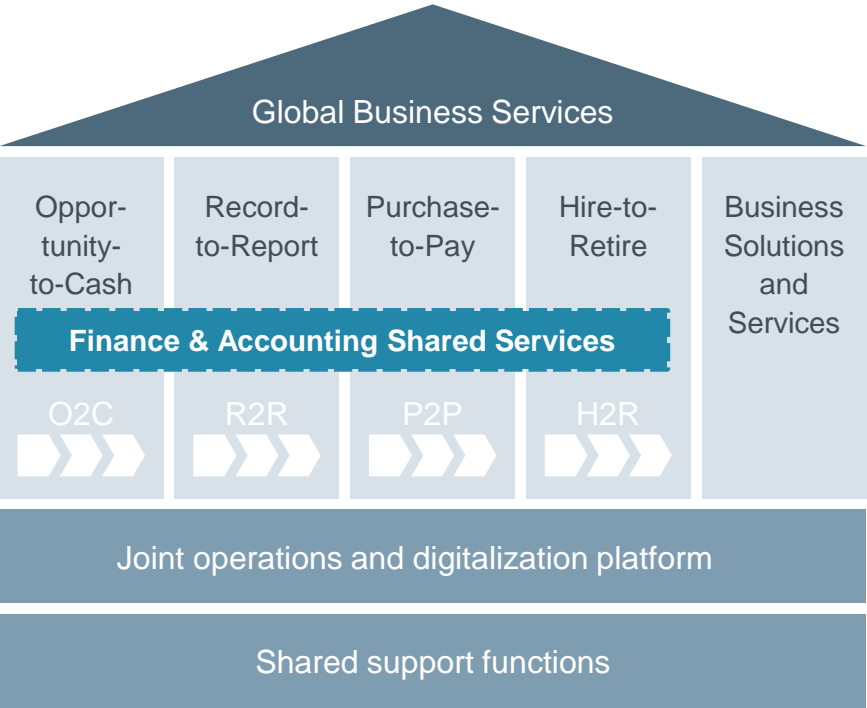 Global Business Services
Oppor-
tunity-
to-Cash
Record-
to-Report
Purchase-
to-Pay
Hire-to-
Retire
Business
Solutions
and
Services
Finance & Accounting Shared Services
O2C
R2R
P2P
H2R
Joint operations and digitalization platform
Shared support functions